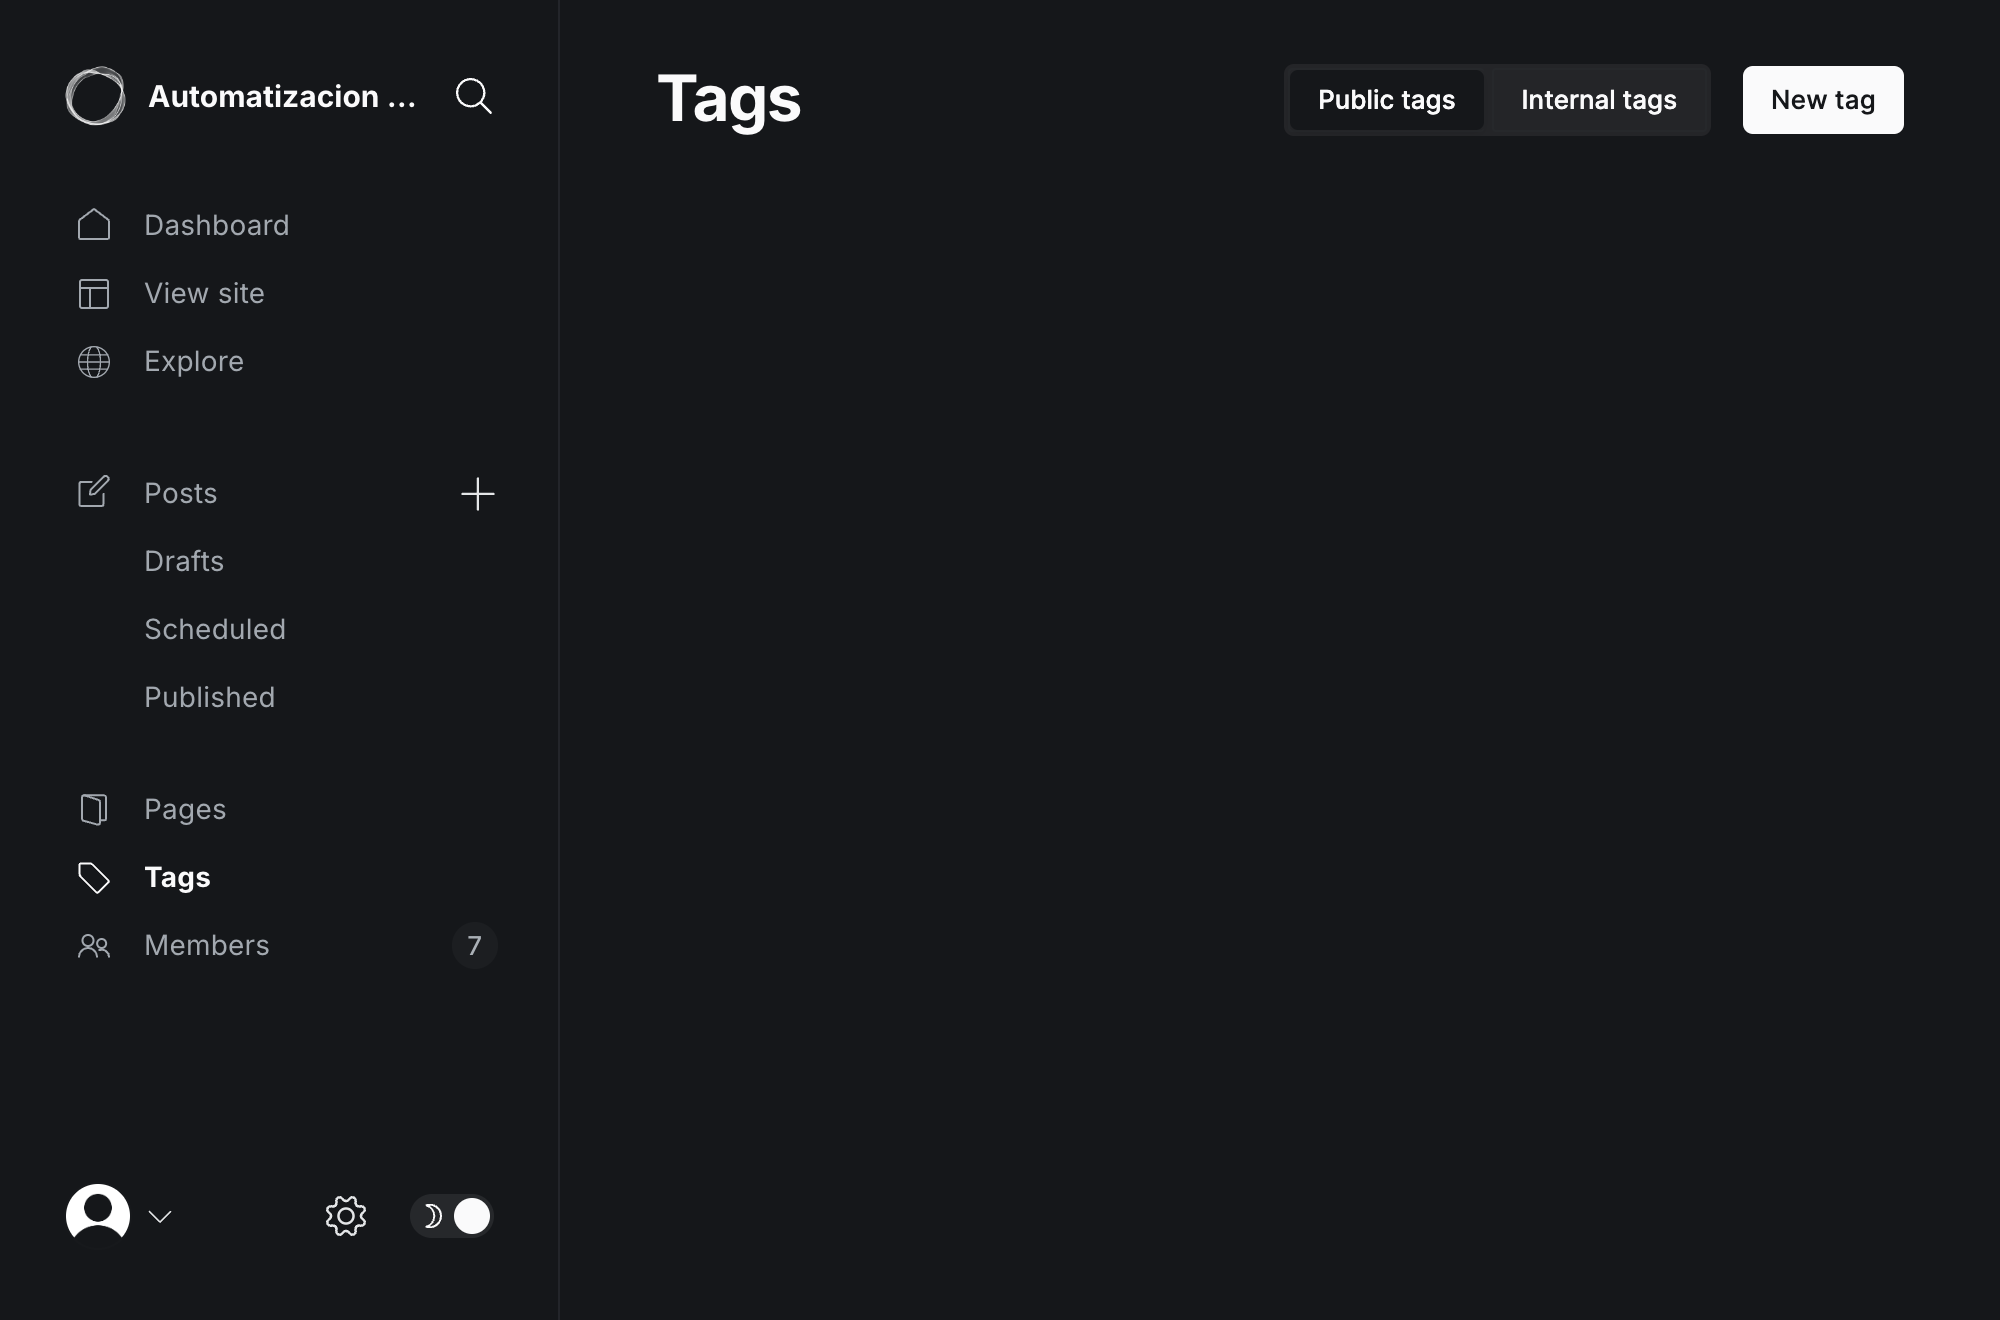 Automatizacion ...
Dashboard
View site
Explore
Posts
Drafts
Scheduled
Published
Pages
Tags
Members 7
Tags
Public tags
Internal tags
New tag